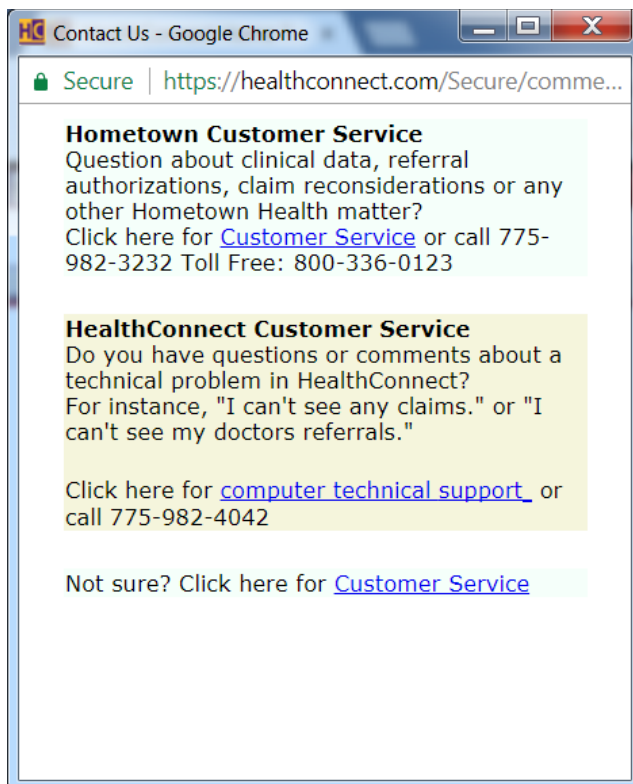 HC Contact Us - Google Chrome
Secure | https://healthconnect.com/Secure/comme...
Hometown Customer Service
Question about clinical data, referral
authorizations, claim reconsiderations or any
other Hometown Health matter?
Click here for Customer Service or call 775-
982-3232 Toll Free: 800-336-0123
HealthConnect Customer Service
Do you have questions or comments about a
technical problem in HealthConnect?
For instance, "I can't see any claims." or "I
can't see my doctors referrals."
Click here for computer technical support_ or
call 775-982-4042
Not sure? Click here for Customer Service